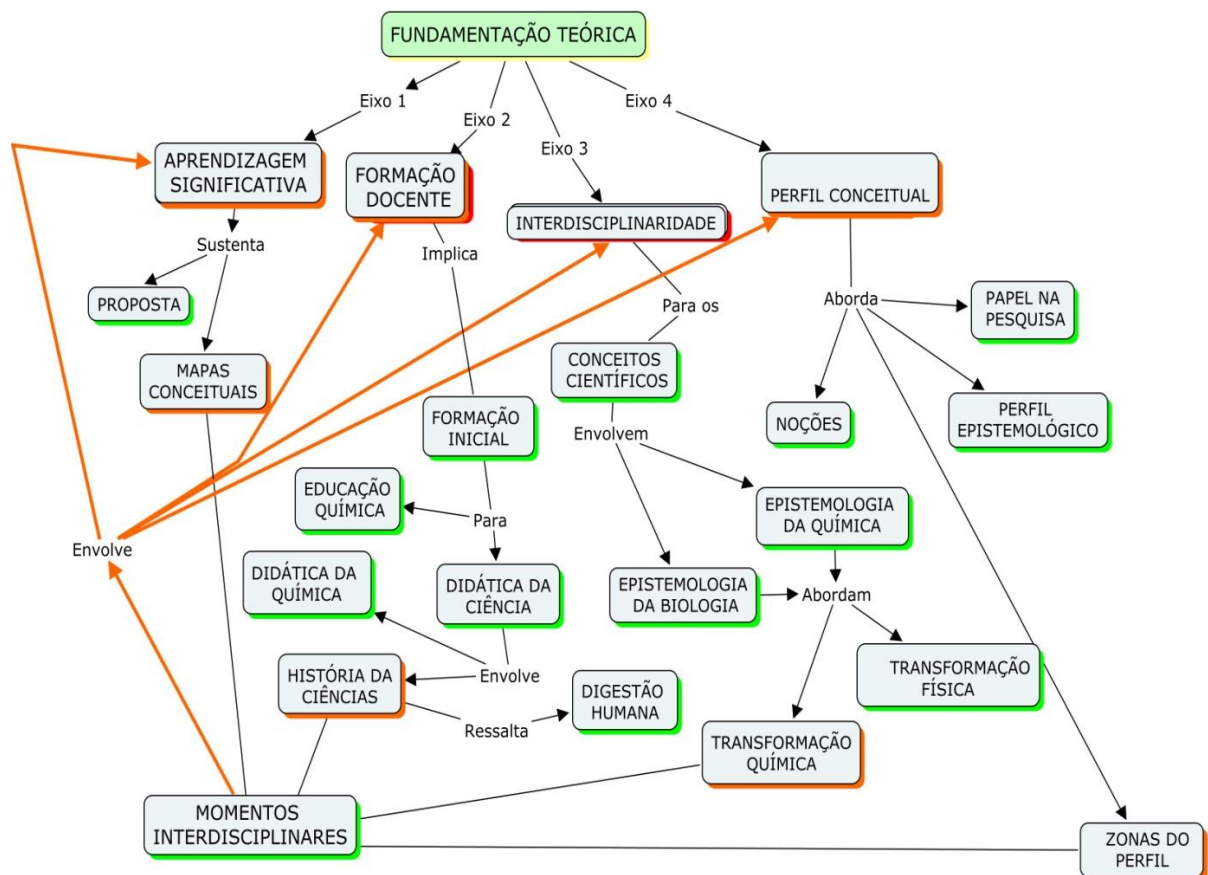 FUNDAMENTAÇÃO TEÓRICA
Eixo 1
Eixo 2
Eixo 3
Eixo 4
APRENDIZAGEM
SIGNIFICATIVA
FORMAÇÃO
DOCENTE
INTERDISCIPLINARIDADE
PERFIL CONCEITUAL
Sustenta
Implica
Para os
Aborda
PROPOSTA
PAPEL NA
PESQUISA
MAPAS
CONCEITUAIS
CONCEITOS
CIENTÍFICOS
FORMAÇÃO
INICIAL
NOÇÕES
PERFIL
EPISTEMOLÓGICO
Envolvem
EDUCAÇÃO
QUÍMICA
Para
EPISTEMOLOGIA
DA QUÍMICA
Envolve
DIDÁTICA DA
QUÍMICA
DIDÁTICA DA
CIÊNCIA
EPISTEMOLOGIA
DA BIOLOGIA
Abordam
HISTÓRIA DA
CIÊNCIAS
Envolve
DIGESTÃO
HUMANA
TRANSFORMAÇÃO
FÍSICA
Ressalta
TRANSFORMAÇÃO
QUÍMICA
MOMENTOS
INTERDISCIPLINARES
ZONAS DO
PERFIL